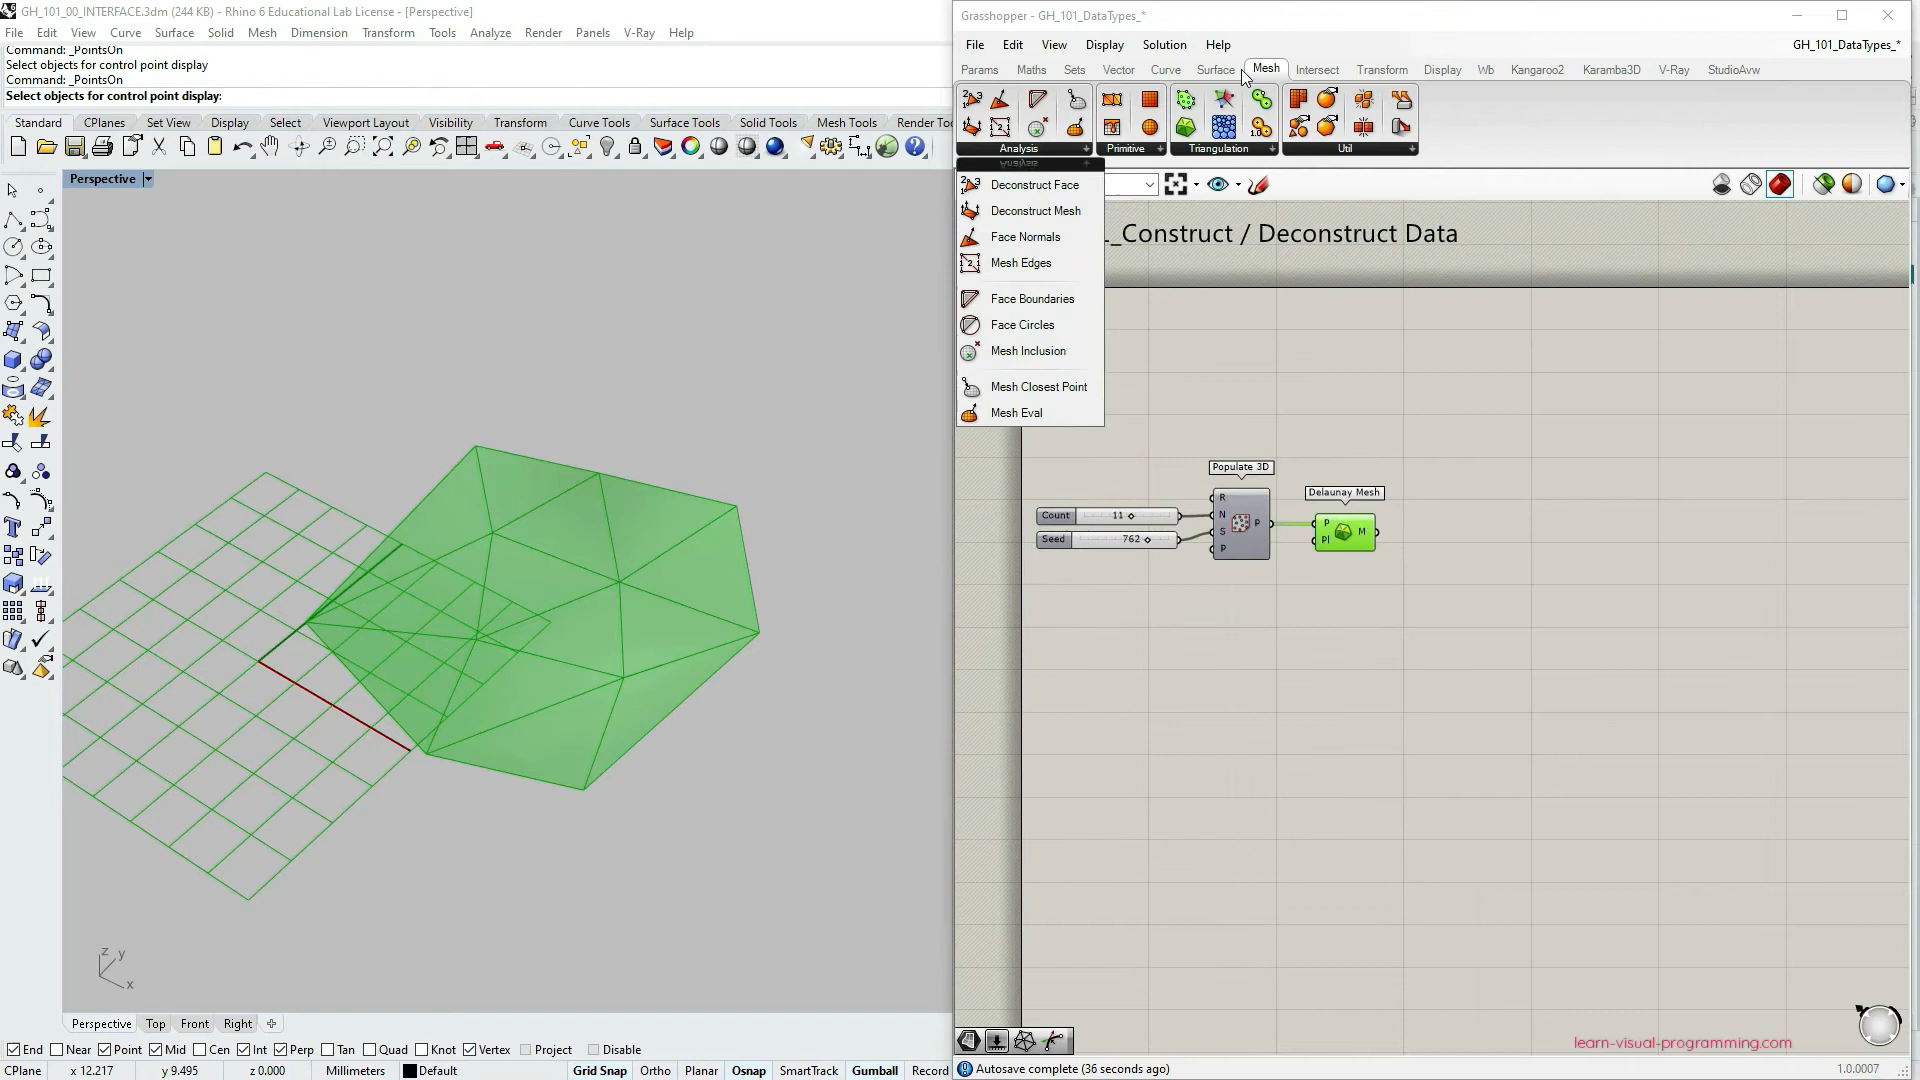 GH_101_00_INTERFACE.3dm (244 KB) - Rhino 6 Educational Lab License - [Perspective]
File Edit View Curve Surface Solid Mesh Dimension Transform Tools Analyze Render Panels V-Ray Help
Command: _PointsOn
Select objects for control point display
Command: _PointsOn
Select objects for control point display:
Standard CPlanes Set View Display Select Viewport Layout Visibility Transform Curve Tools Surface Tools Solid Tools Mesh Tools Render To
Perspective
z y
x
Perspective Top Front Right
End Near Point Mid Cen Int Perp Tan Quad Knot Vertex Project Disable
CPlane x 12.217 y 9.495 z 0.000 Millimeters Default Grid Snap Ortho Planar Osnap SmartTrack Gumball Record
Grasshopper - GH_101_DataTypes_*
File Edit View Display Solution Help GH_101_DataTypes_*
Params Maths Sets Vector Curve Surface Mesh Intersect Transform Display Wb Kangaroo2 Karamba3D V-Ray StudioAvw
Analysis Primitive Triangulation Util
Deconstruct Face
Deconstruct Mesh
Face Normals
Mesh Edges
Face Boundaries
Face Circles
Mesh Inclusion
Mesh Closest Point
Mesh Eval
_Construct / Deconstruct Data
Populate 3D
Delaunay Mesh
Count 11
Seed 762
R
N
S
P
P
P
Pl
M
learn-visual-programming.com
Autosave complete (36 seconds ago) 1.0.0007